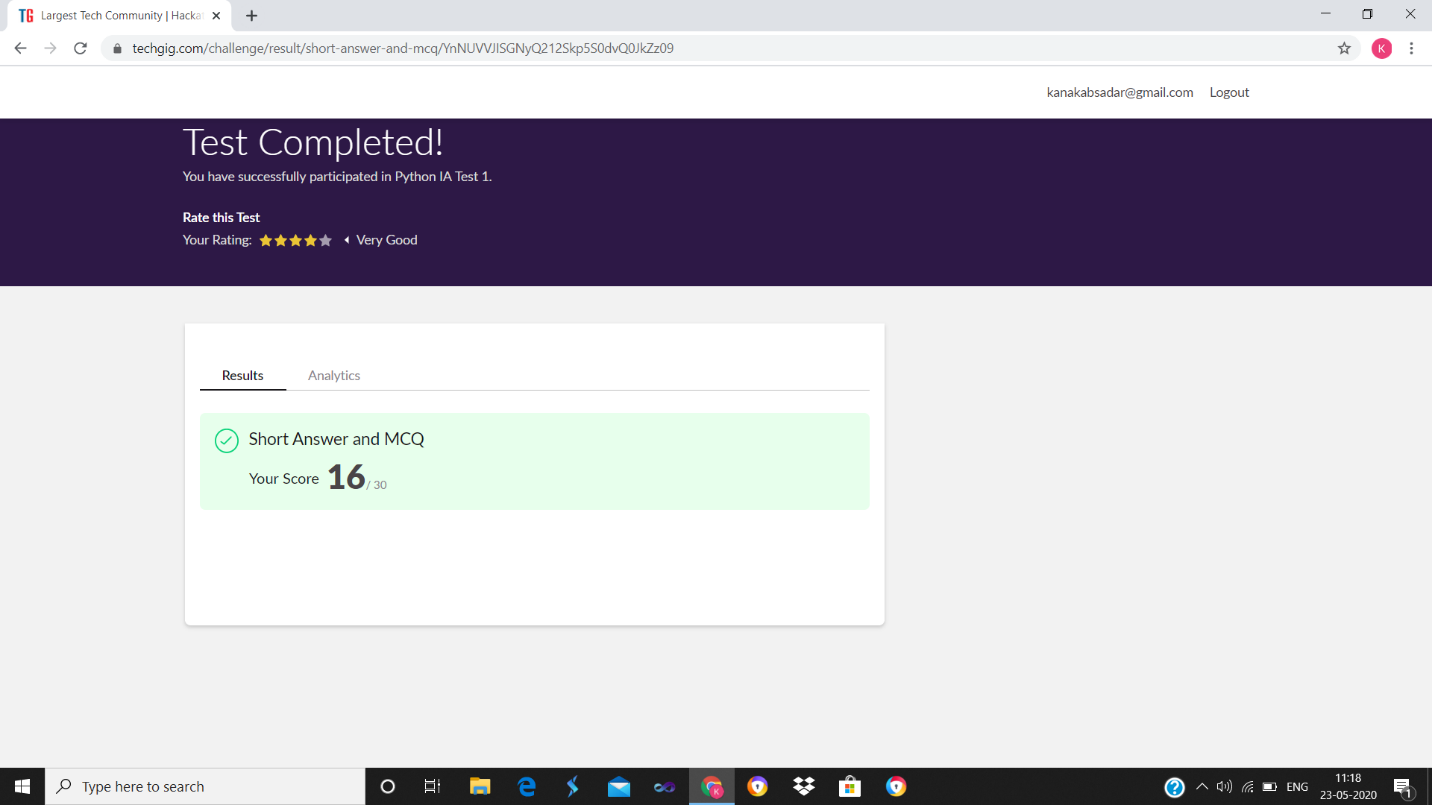 TG Largest Tech Community | Hacka
techgig.com/challenge/result/short-answer-and-mcq/YnNUVVJISGNyQ212Skp5S0dvQ0JkZz09
K
kanakabsadar@gmail.com Logout
Test Completed!
You have successfully participated in Python IA Test 1.
Rate this Test
Your Rating: Very Good
Results Analytics
Short Answer and MCQ
Your Score 16 / 30
Type here to search
ENG
11:18
23-05-2020
1